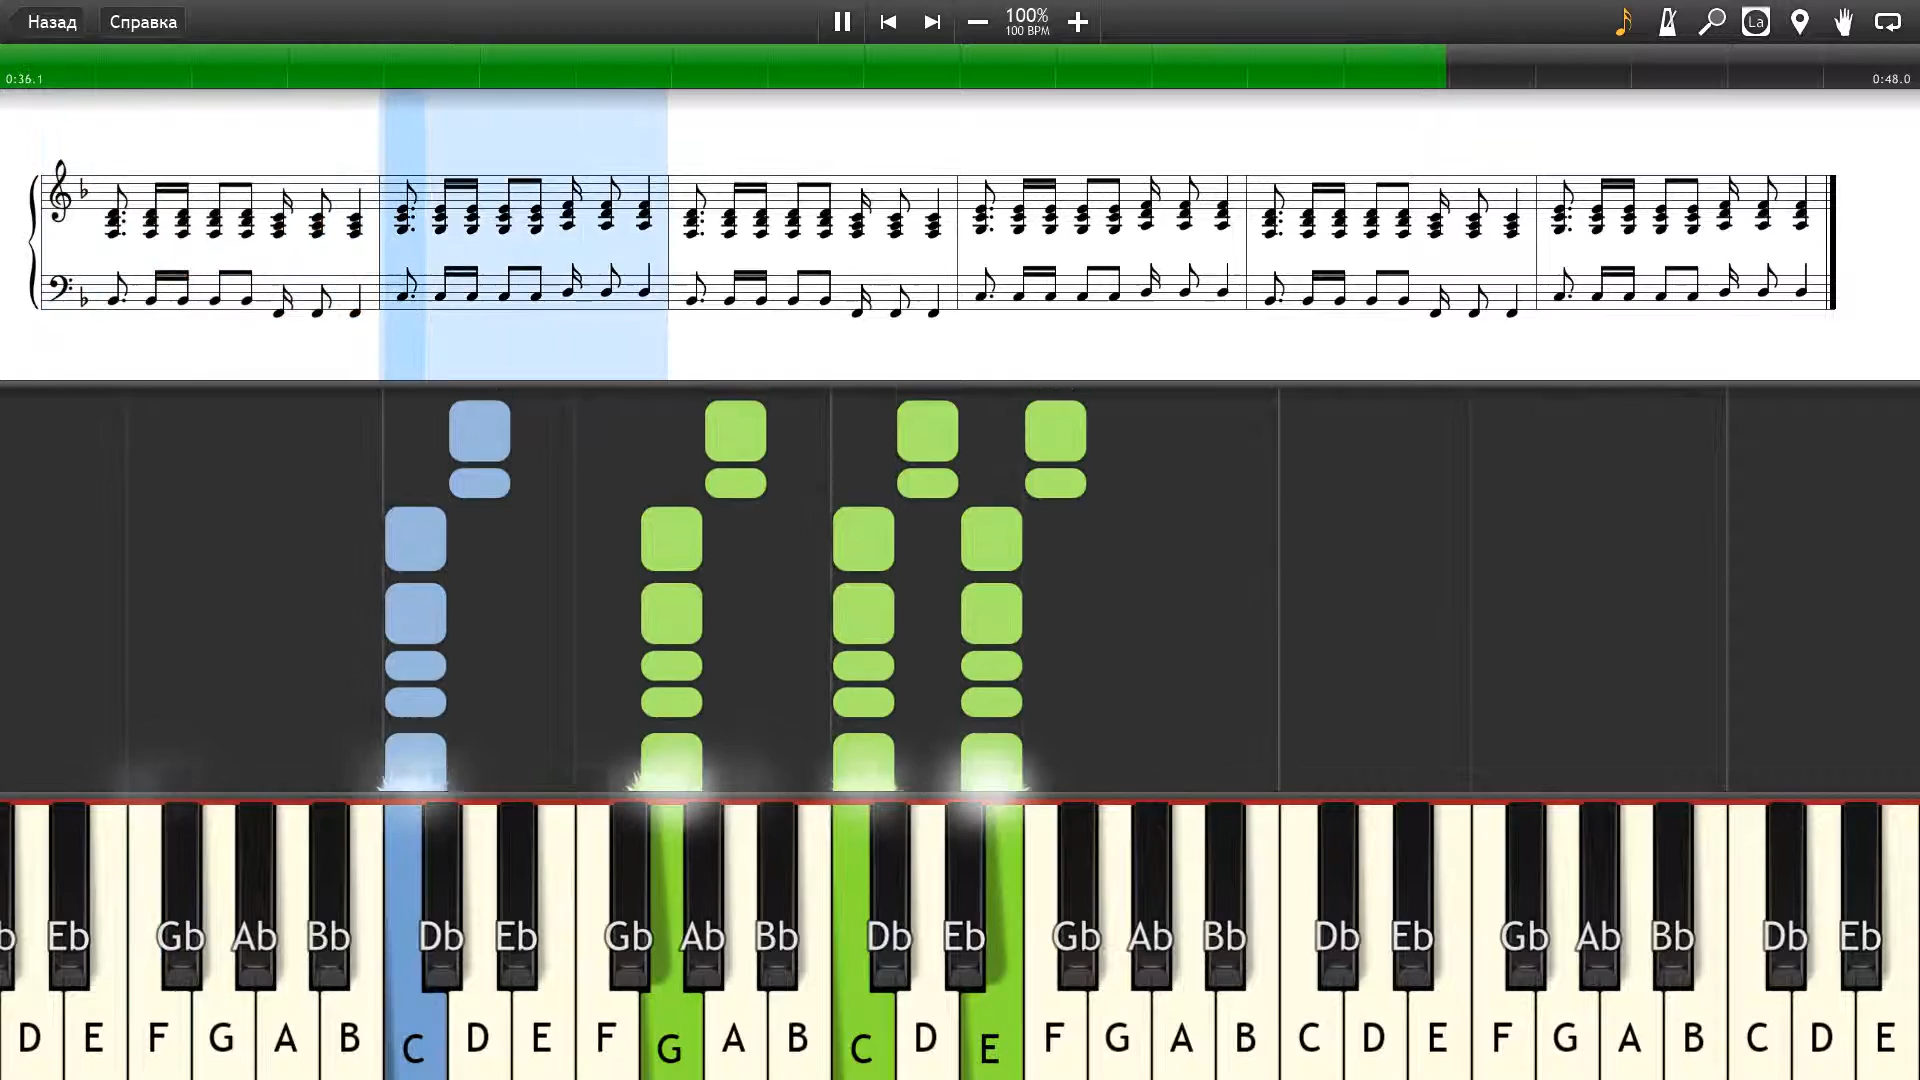 Назад Справка 100% La
100 BPM
0:36.1 0:48.0
b Eb Gb Ab Bb Db Eb Gb Ab Bb Db Eb Gb Ab Bb Db Eb Gb Ab Bb Db Eb
D E F G A B C D E F G A B C D E F G A B C D E F G A B C D E